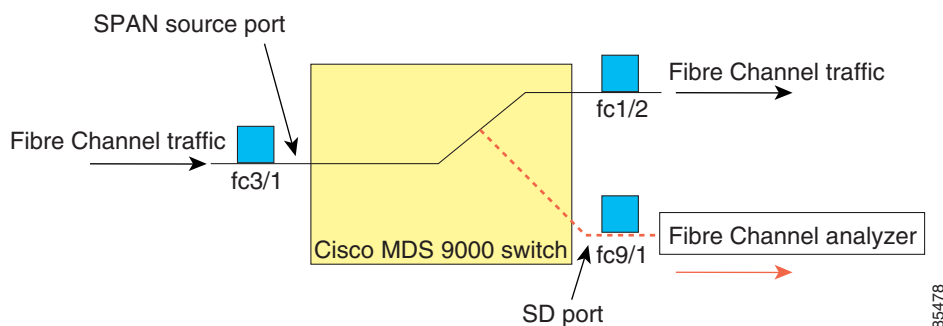 SPAN source port
Fibre Channel traffic
fc1/2
Fibre Channel traffic
fc3/1
Cisco MDS 9000 switch
fc9/1
Fibre Channel analyzer
SD port
85478